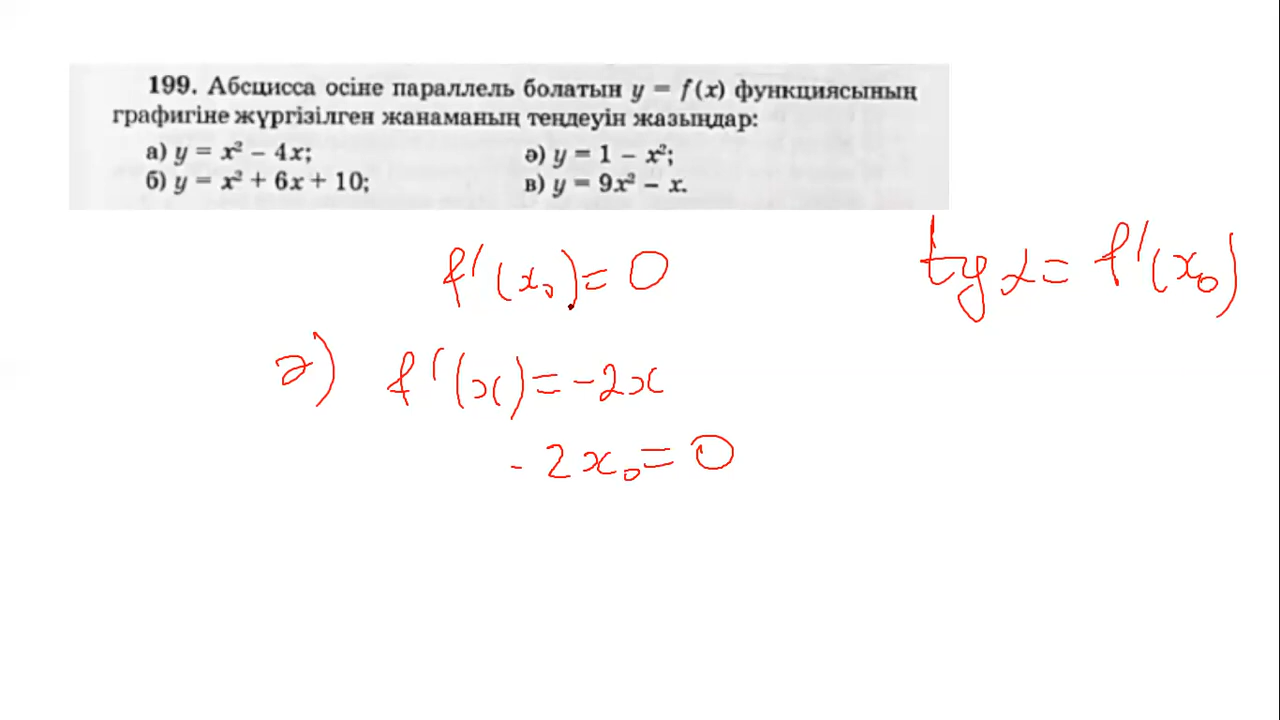 199. Абсцисса осіне параллель болатын y = f(x) функциясының
графигіне жүргізілген жанаманың теңдеуін жазыңдар:
а) y = x² – 4x;
ә) y = 1 – x²;
б) y = x² + 6x + 10;
в) y = 9x² – x.
f'(x₀) = 0
tg α = f'(x₀)
ә) f'(x) = -2x
-2x₀ = 0